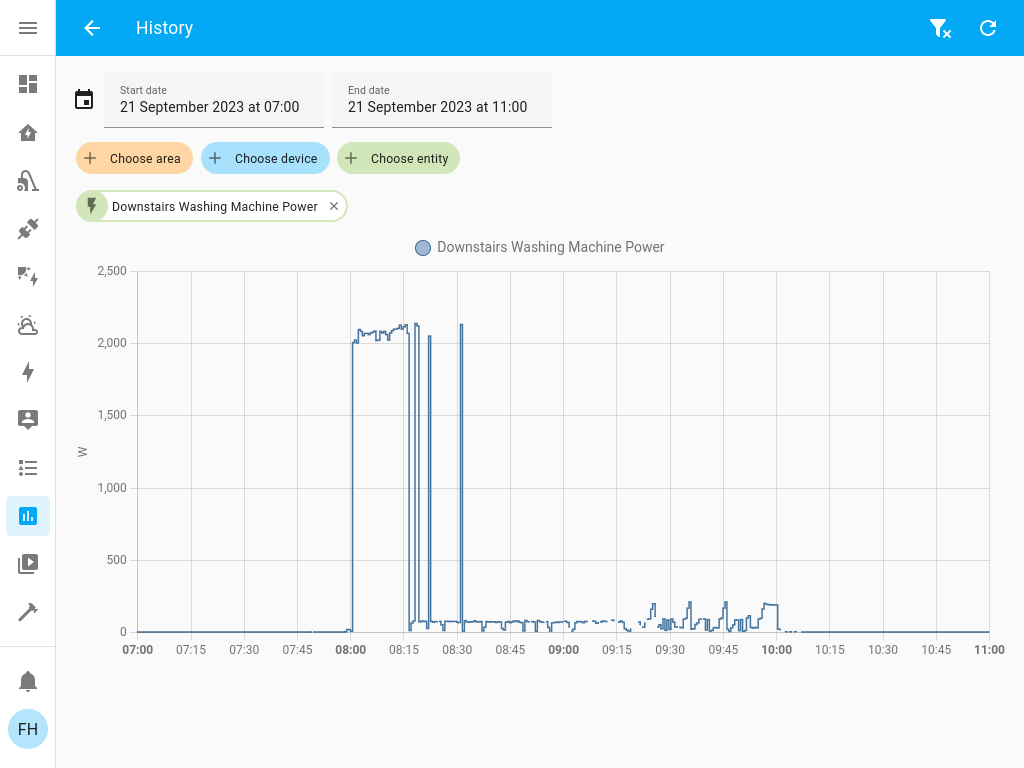 History
Start date
21 September 2023 at 07:00
End date
21 September 2023 at 11:00
Choose area
Choose device
Choose entity
Downstairs Washing Machine Power
Downstairs Washing Machine Power
2,500
2,000
1,500
1,000
500
0
W
07:00 07:15 07:30 07:45 08:00 08:15 08:30 08:45 09:00 09:15 09:30 09:45 10:00 10:15 10:30 10:45 11:00
FH